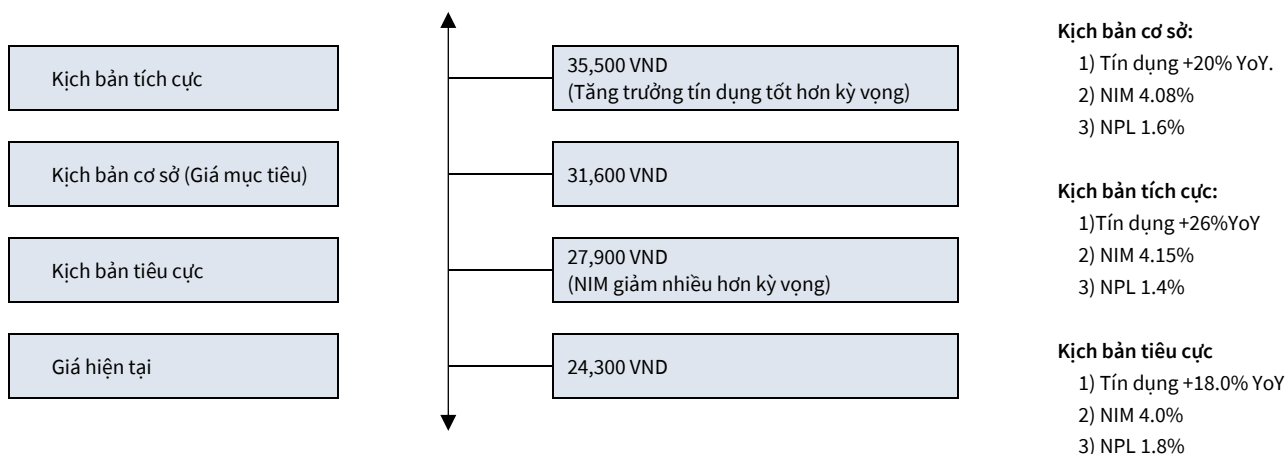 Kịch bản tích cực
35,500 VND
(Tăng trưởng tín dụng tốt hơn kỳ vọng)
Kịch bản cơ sở (Giá mục tiêu)
31,600 VND
Kịch bản tiêu cực
27,900 VND
(NIM giảm nhiều hơn kỳ vọng)
Giá hiện tại
24,300 VND
Kịch bản cơ sở:
1) Tín dụng +20% YoY.
2) NIM 4.08%
3) NPL 1.6%
Kịch bản tích cực:
1)Tín dụng +26%YoY
2) NIM 4.15%
3) NPL 1.4%
Kịch bản tiêu cực
1) Tín dụng +18.0% YoY
2) NIM 4.0%
3) NPL 1.8%